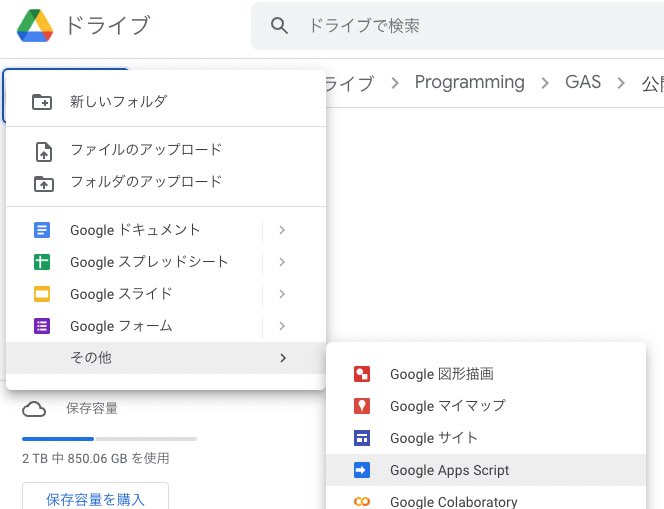 ドライブ
ドライブで検索
ライブ > Programming > GAS > 公
新しいフォルダ
ファイルのアップロード
フォルダのアップロード
Google ドキュメント
Google スプレッドシート
Google スライド
Google フォーム
その他
Google 図形描画
Google マイマップ
Google サイト
Google Apps Script
Google Colaboratory
保存容量
2 TB 中 850.06 GB を使用
保存容量を購入